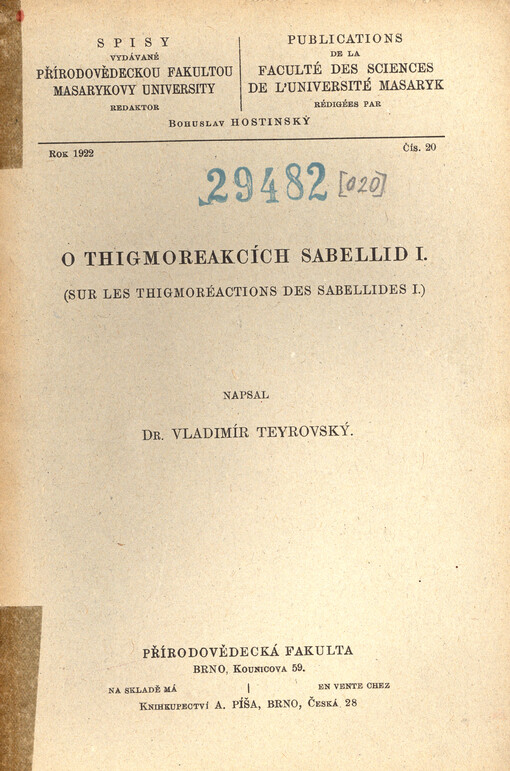 SPISY
VYDÁVANÉ
PŘÍRODOVĚDECKOU FAKULTOU
MASARYKOVY UNIVERSITY
REDAKTOR
PUBLICATIONS
DE LA
FACULTÉ DES SCIENCES
DE L'UNIVERSITÉ MASARYK
RÉDIGÉES PAR
BOHUSLAV HOSTINSKÝ
ROK 1922
ČÍS. 20
29482 [020]
O THIGMOREAKCÍCH SABELLID I.
(SUR LES THIGMORÉACTIONS DES SABELLIDES I.)
NAPSAL
DR. VLADIMÍR TEYROVSKÝ.
PŘÍRODOVĚDECKÁ FAKULTA
BRNO, KOUNICOVA 59.
NA SKLADĚ MÁ | EN VENTE CHEZ
KNIHKUPECTVÍ A. PÍŠA, BRNO, ČESKÁ 28